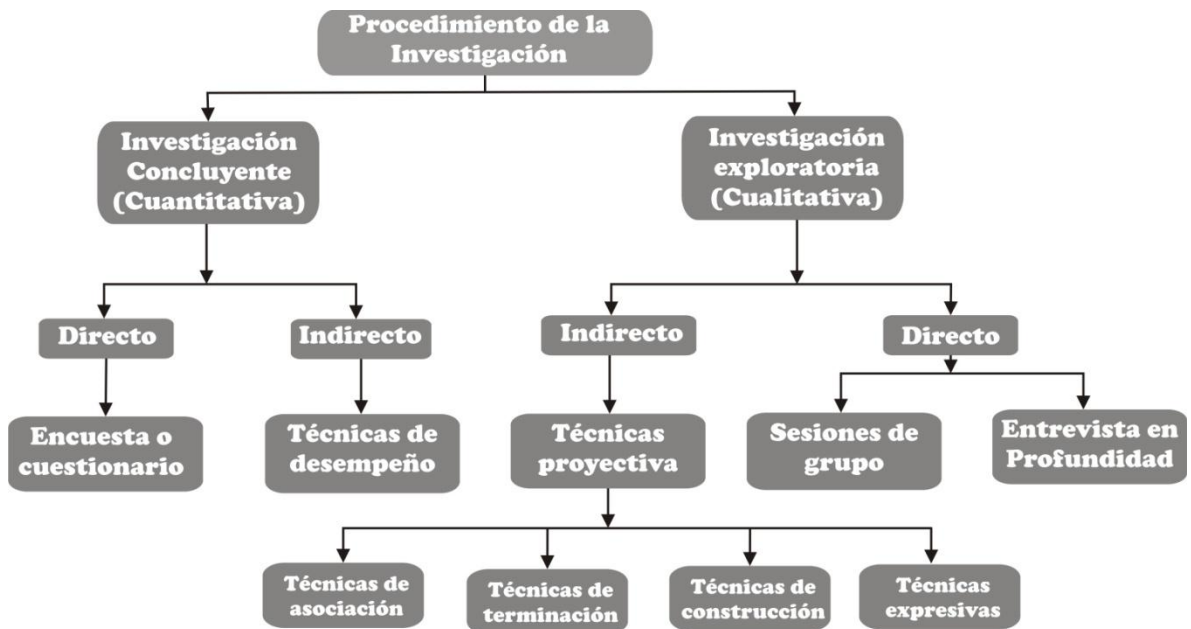 Procedimiento de la
Investigación
Investigación
Concluyente
(Cuantitativa)
Investigación
exploratoria
(Cualitativa)
Directo
Indirecto
Indirecto
Directo
Encuesta o
cuestionario
Técnicas de
desempeño
Técnicas
proyectiva
Sesiones de
grupo
Entrevista en
Profundidad
Técnicas de
asociación
Técnicas de
terminación
Técnicas de
construcción
Técnicas
expresivas